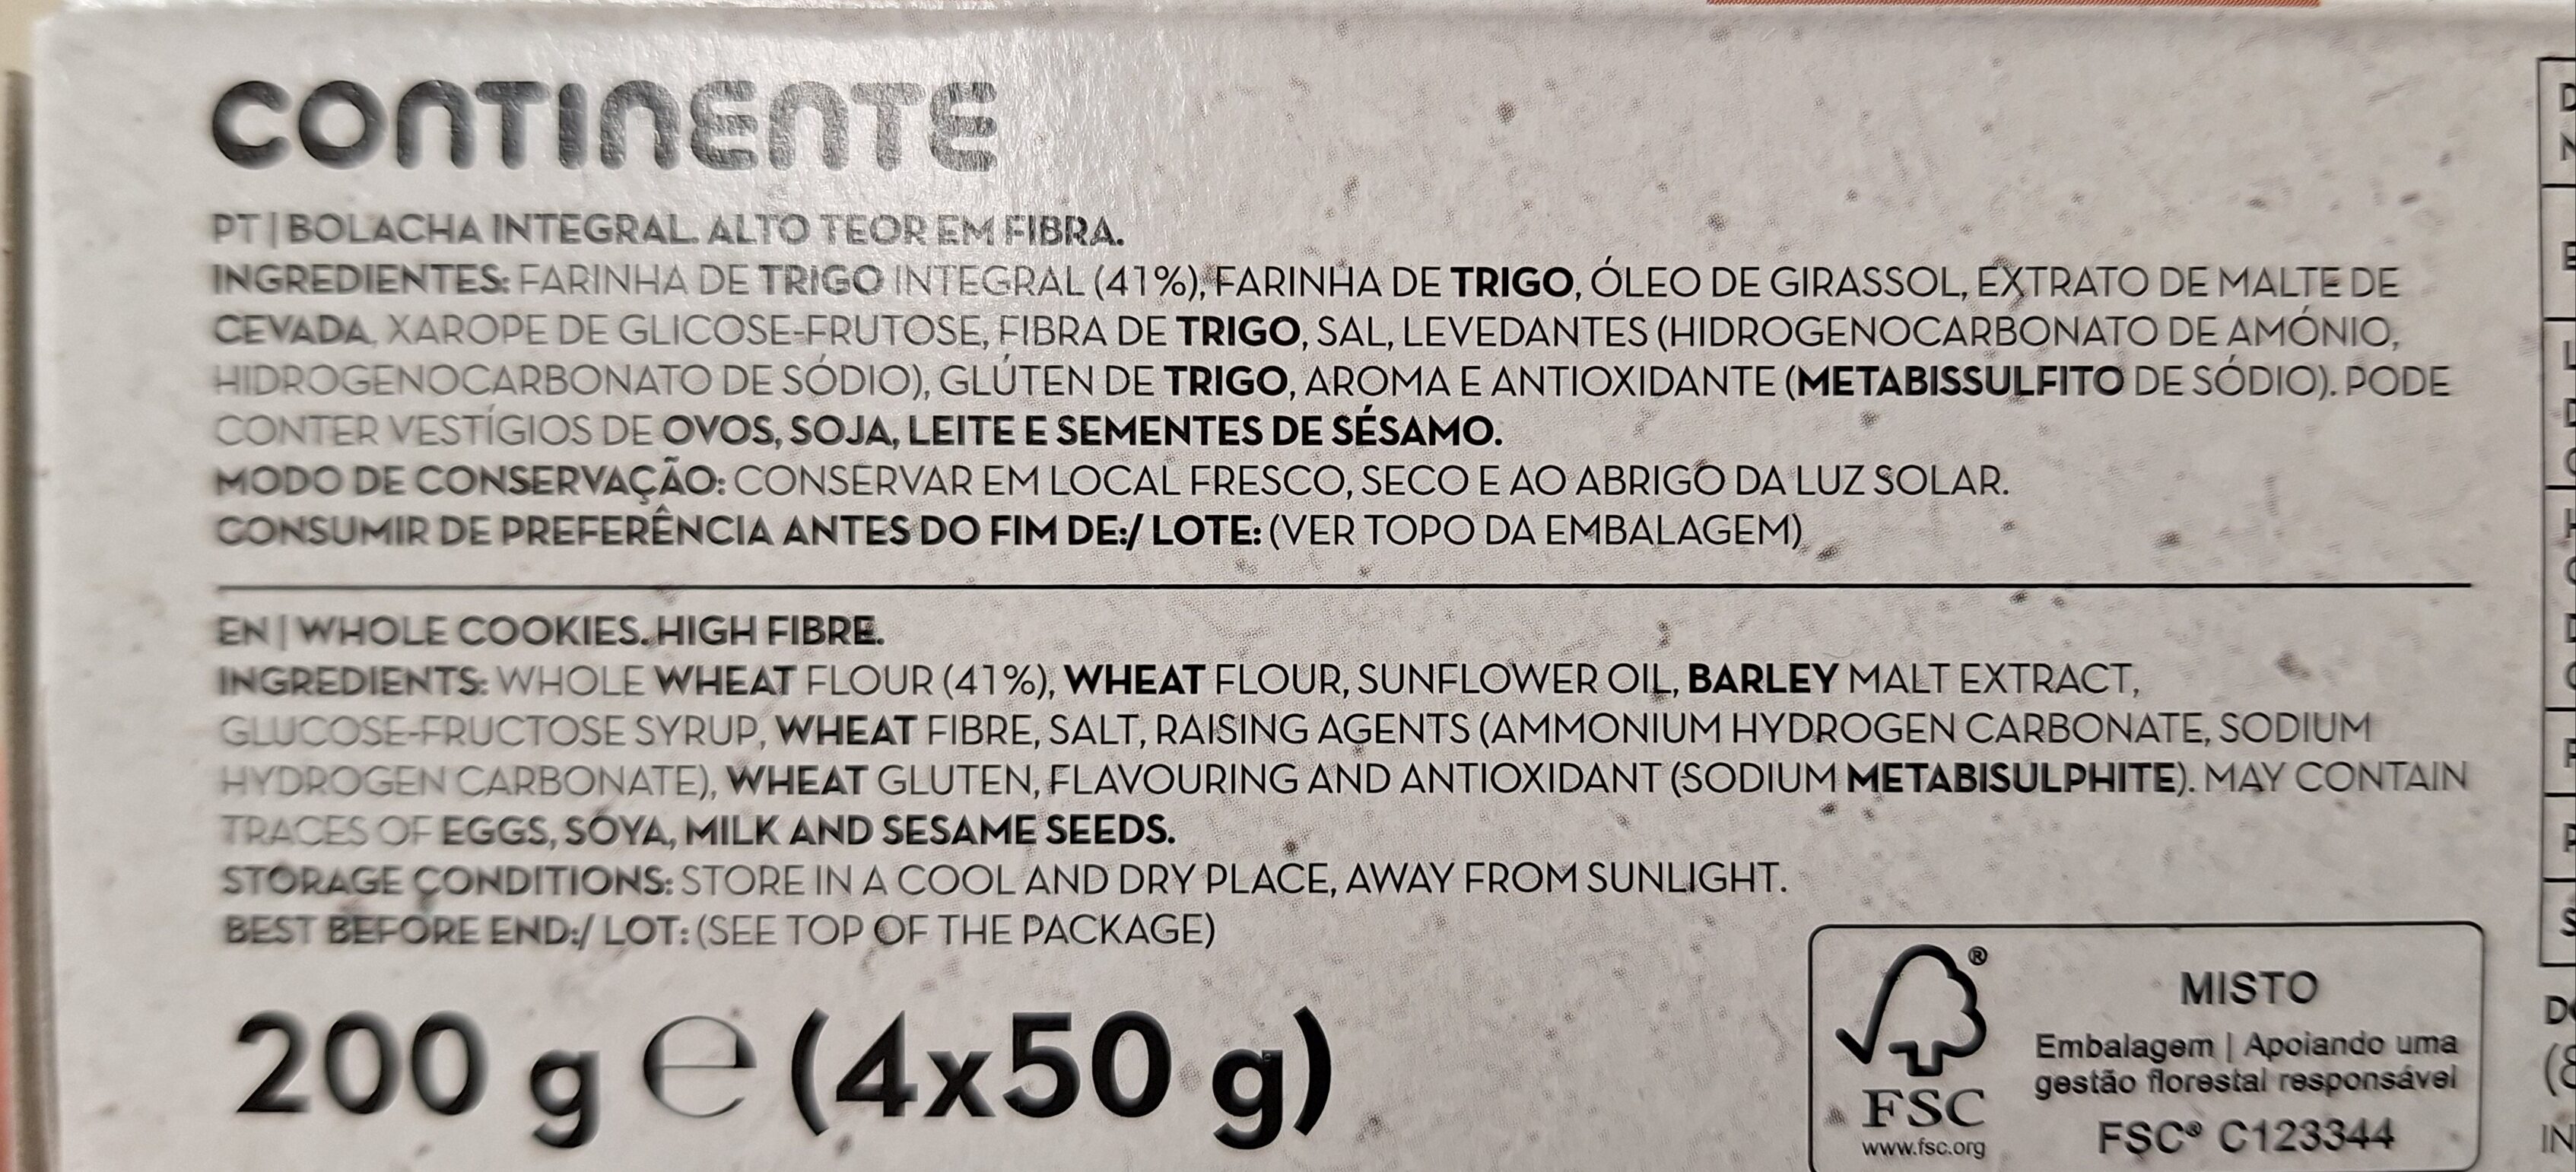 CONTINENTE
PT | BOLACHA INTEGRAL. ALTO TEOR EM FIBRA.
INGREDIENTES: FARINHA DE TRIGO INTEGRAL (41%), FARINHA DE TRIGO, ÓLEO DE GIRASSOL, EXTRATO DE MALTE DE
CEVADA, XAROPE DE GLICOSE-FRUTOSE, FIBRA DE TRIGO, SAL, LEVEDANTES (HIDROGENOCARBONATO DE AMÓNIO,
HIDROGENOCARBONATO DE SÓDIO), GLÚTEN DE TRIGO, AROMA E ANTIOXIDANTE (METABISSULFITO DE SÓDIO). PODE
CONTER VESTÍGIOS DE OVOS, SOJA, LEITE E SEMENTES DE SÉSAMO.
MODO DE CONSERVAÇÃO: CONSERVAR EM LOCAL FRESCO, SECO E AO ABRIGO DA LUZ SOLAR.
CONSUMIR DE PREFERÊNCIA ANTES DO FIM DE:/ LOTE: (VER TOPO DA EMBALAGEM)
EN | WHOLE COOKIES. HIGH FIBRE.
INGREDIENTS: WHOLE WHEAT FLOUR (41%), WHEAT FLOUR, SUNFLOWER OIL, BARLEY MALT EXTRACT,
GLUCOSE-FRUCTOSE SYRUP, WHEAT FIBRE, SALT, RAISING AGENTS (AMMONIUM HYDROGEN CARBONATE, SODIUM
HYDROGEN CARBONATE), WHEAT GLUTEN, FLAVOURING AND ANTIOXIDANT (SODIUM METABISULPHITE). MAY CONTAIN
TRACES OF EGGS, SOYA, MILK AND SESAME SEEDS.
STORAGE CONDITIONS: STORE IN A COOL AND DRY PLACE, AWAY FROM SUNLIGHT.
BEST BEFORE END:/ LOT: (SEE TOP OF THE PACKAGE)
200 g ℮ (4x50 g)
®
FSC
www.fsc.org
MISTO
Embalagem | Apoiando uma
gestão florestal responsável
FSC® C123344